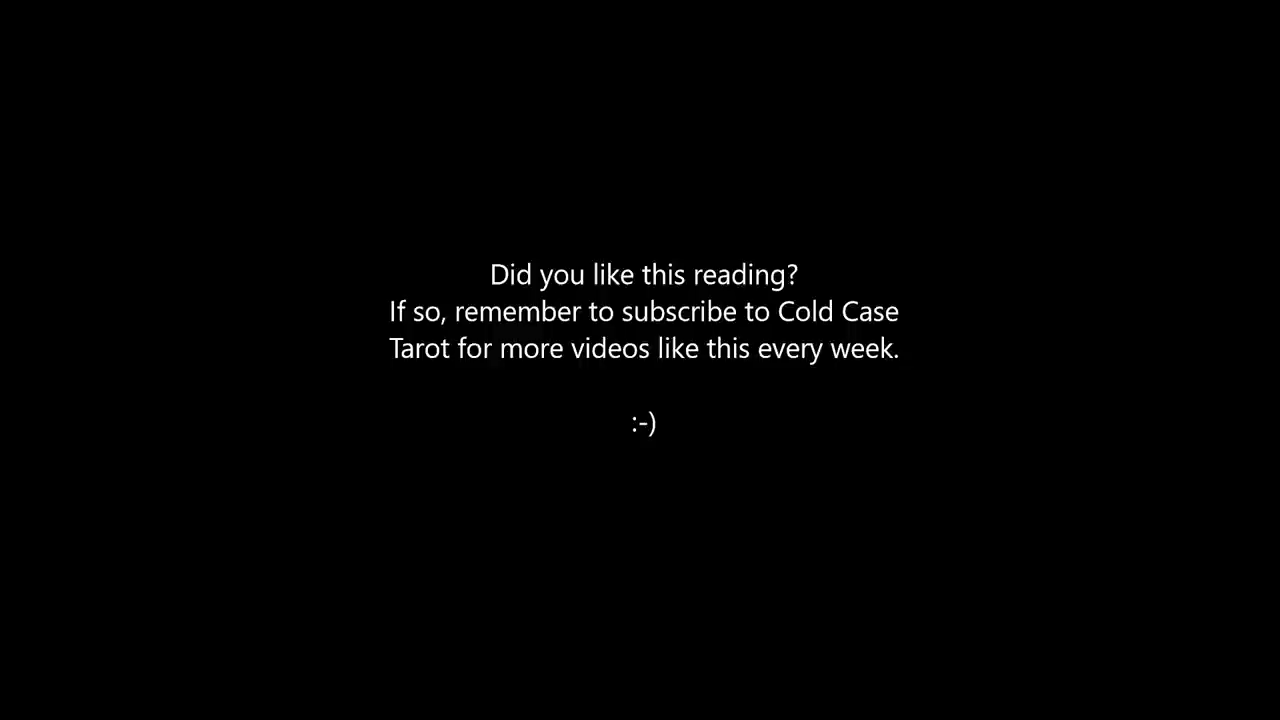 Did you like this reading?
If so, remember to subscribe to Cold Case
Tarot for more videos like this every week.
:-)